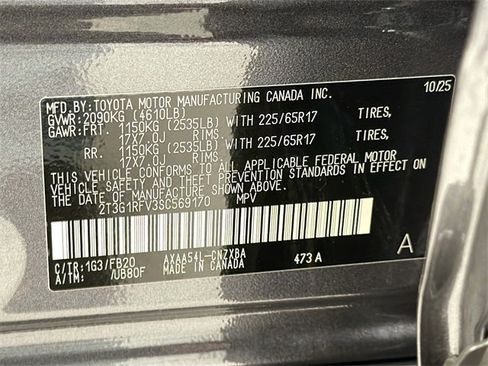 MFD.BY:TOYOTA MOTOR MANUFACTURING CANADA INC. 10/25
GVWR:2090KG (4610LB)
GAWR:FRT. 1150KG (2535LB) WITH 225/65R17 TIRES,
17X7.0J RIMS.
RR. 1150KG (2535LB) WITH 225/65R17 TIRES,
17X7.0J RIMS.
THIS VEHICLE CONFORMS TO ALL APPLICABLE FEDERAL MOTOR
VEHICLE SAFETY AND THEFT PREVENTION STANDARDS IN EFFECT ON
THE DATE OF MANUFACTURE SHOWN ABOVE.
2T3G1RFV3SC569170 MPV
C/TR:1G3/FB20 AXAA54L-CNZXBA 473A A
A/TM: /UB80F MADE IN CANADA